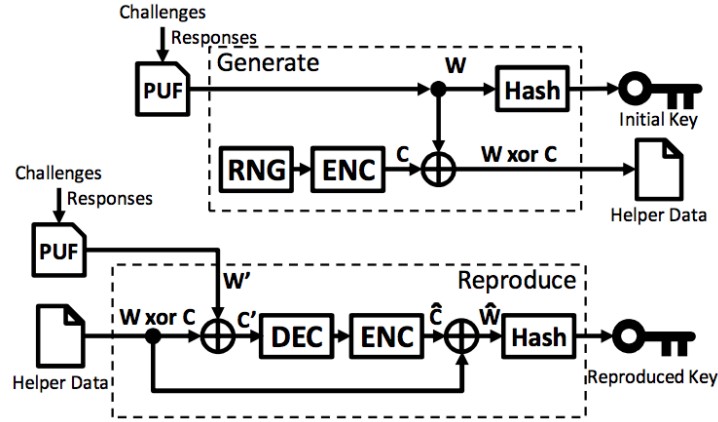 Challenges
Responses
PUF
Generate
W
Hash
Initial Key
RNG
ENC
C
W xor C
Helper Data
Challenges
Responses
PUF
W’
Reproduce
W xor C
C’
DEC
ENC
Ĉ
Ŵ
Hash
Helper Data
Reproduced Key